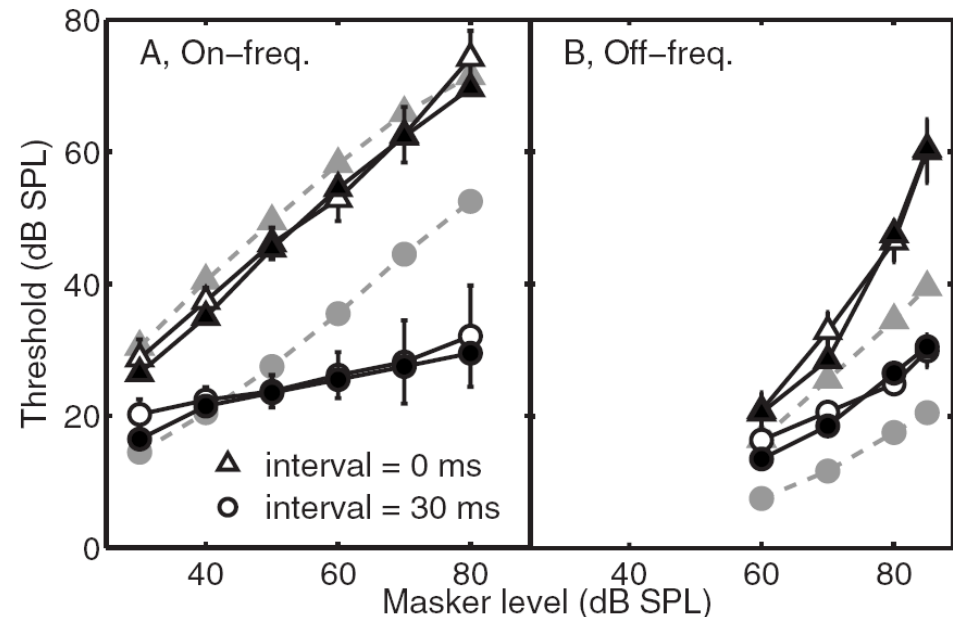 A, On–freq.
B, Off–freq.
80
60
40
20
0
Threshold (dB SPL)
interval = 0 ms
interval = 30 ms
40 60 80 40 60 80
Masker level (dB SPL)